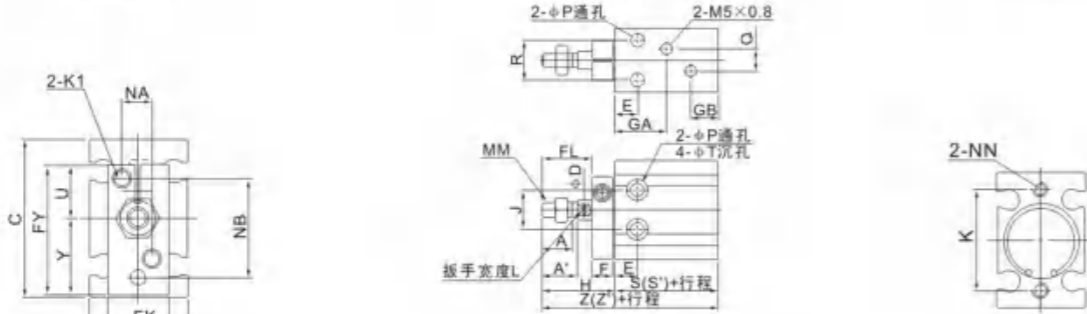 2-φP通孔
2-M5×0.8
Q
R
E
GA
GB
2-K1
NA
C
FY
U
Y
NB
MM
FL
φD
2-φP通孔
4-φT沉孔
J
A
A'
扳手宽度L
F
E
H
S(S')+行程
Z(Z')+行程
2-NN
K